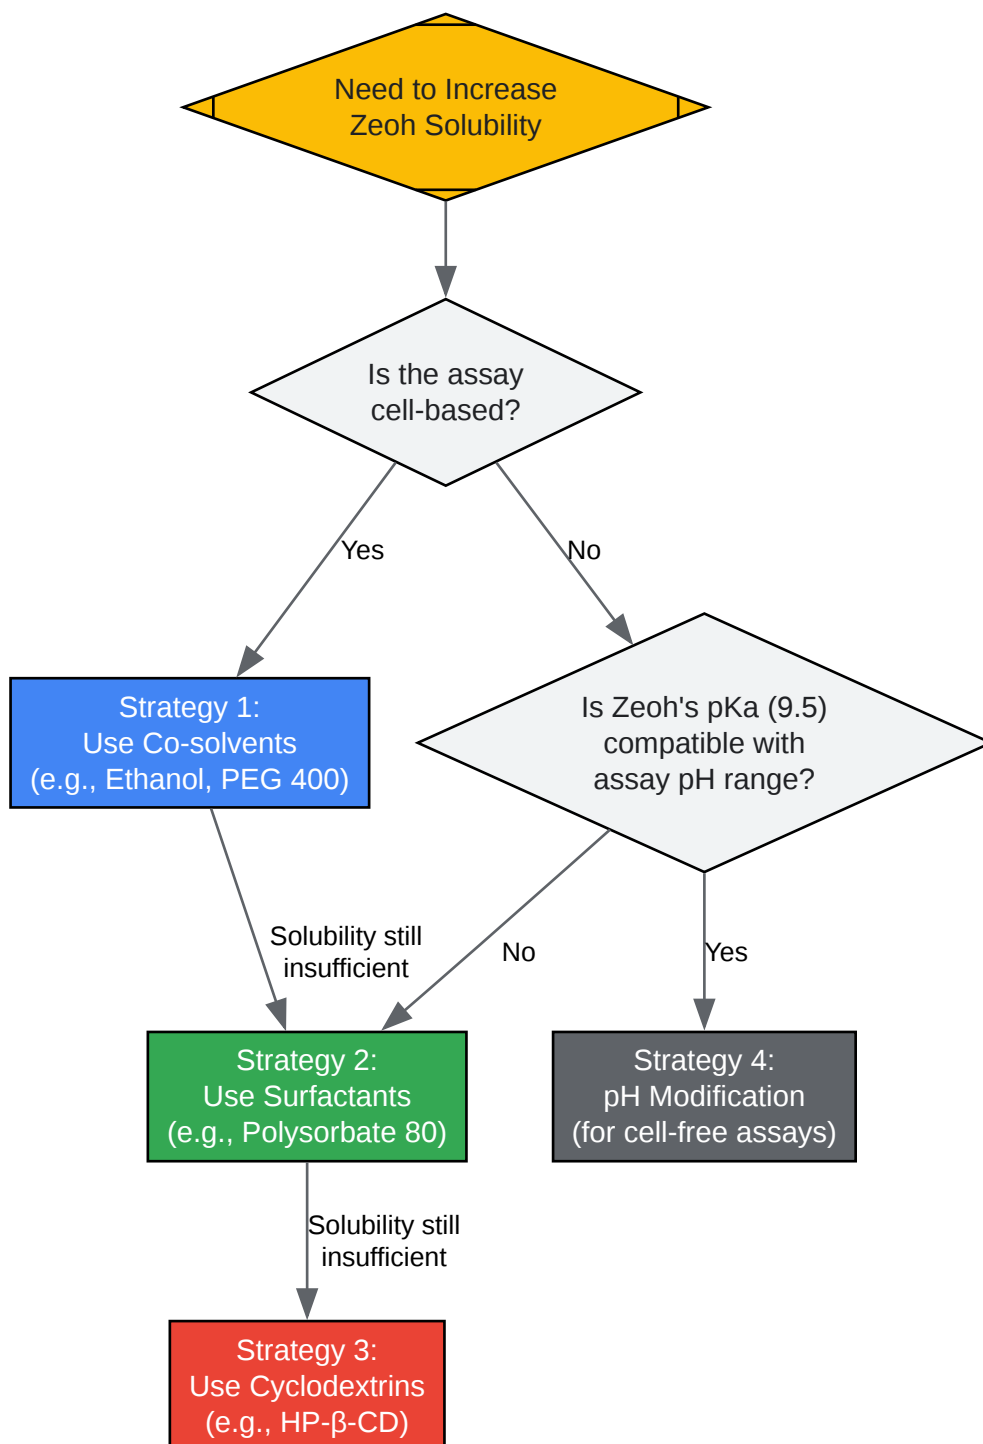 Need to Increase
Zeoh Solubility
Is the assay
cell-based?
Yes
No
Strategy 1:
Use Co-solvents
(e.g., Ethanol, PEG 400)
Is Zeoh's pKa (9.5)
compatible with
assay pH range?
Solubility still
insufficient
No
Yes
Strategy 2:
Use Surfactants
(e.g., Polysorbate 80)
Strategy 4:
pH Modification
(for cell-free assays)
Solubility still
insufficient
Strategy 3:
Use Cyclodextrins
(e.g., HP-β-CD)